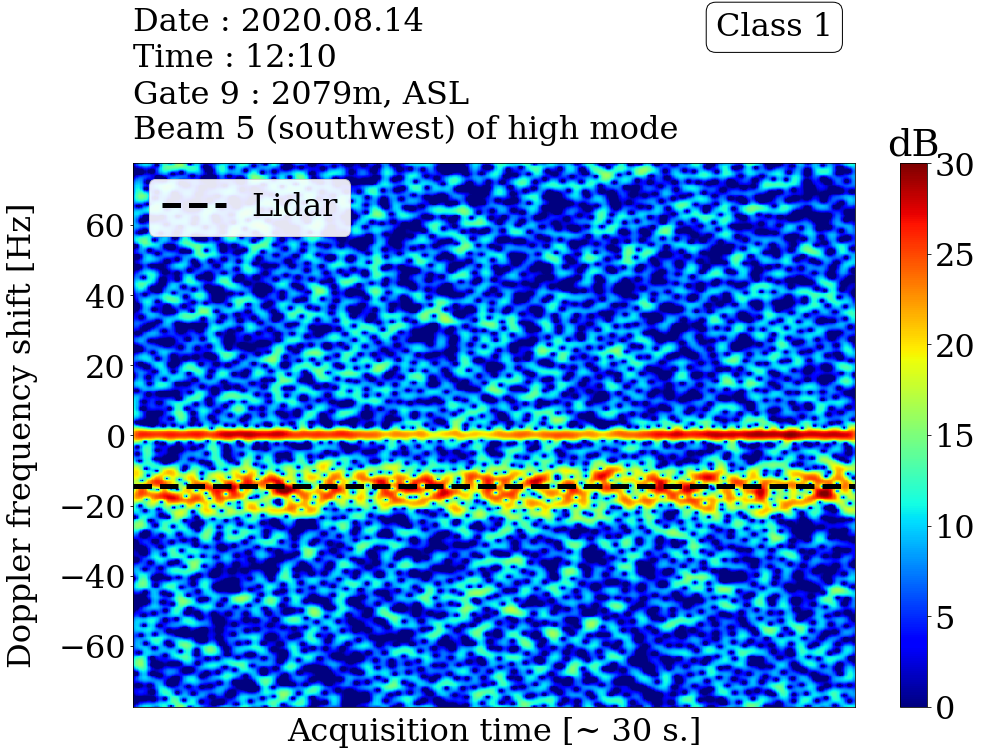 Date : 2020.08.14
Time : 12:10
Gate 9 : 2079m, ASL
Beam 5 (southwest) of high mode
Class 1
dB
30
25
20
15
10
5
0
Lidar
Doppler frequency shift [Hz]
60
40
20
0
−20
−40
−60
Acquisition time [~ 30 s.]